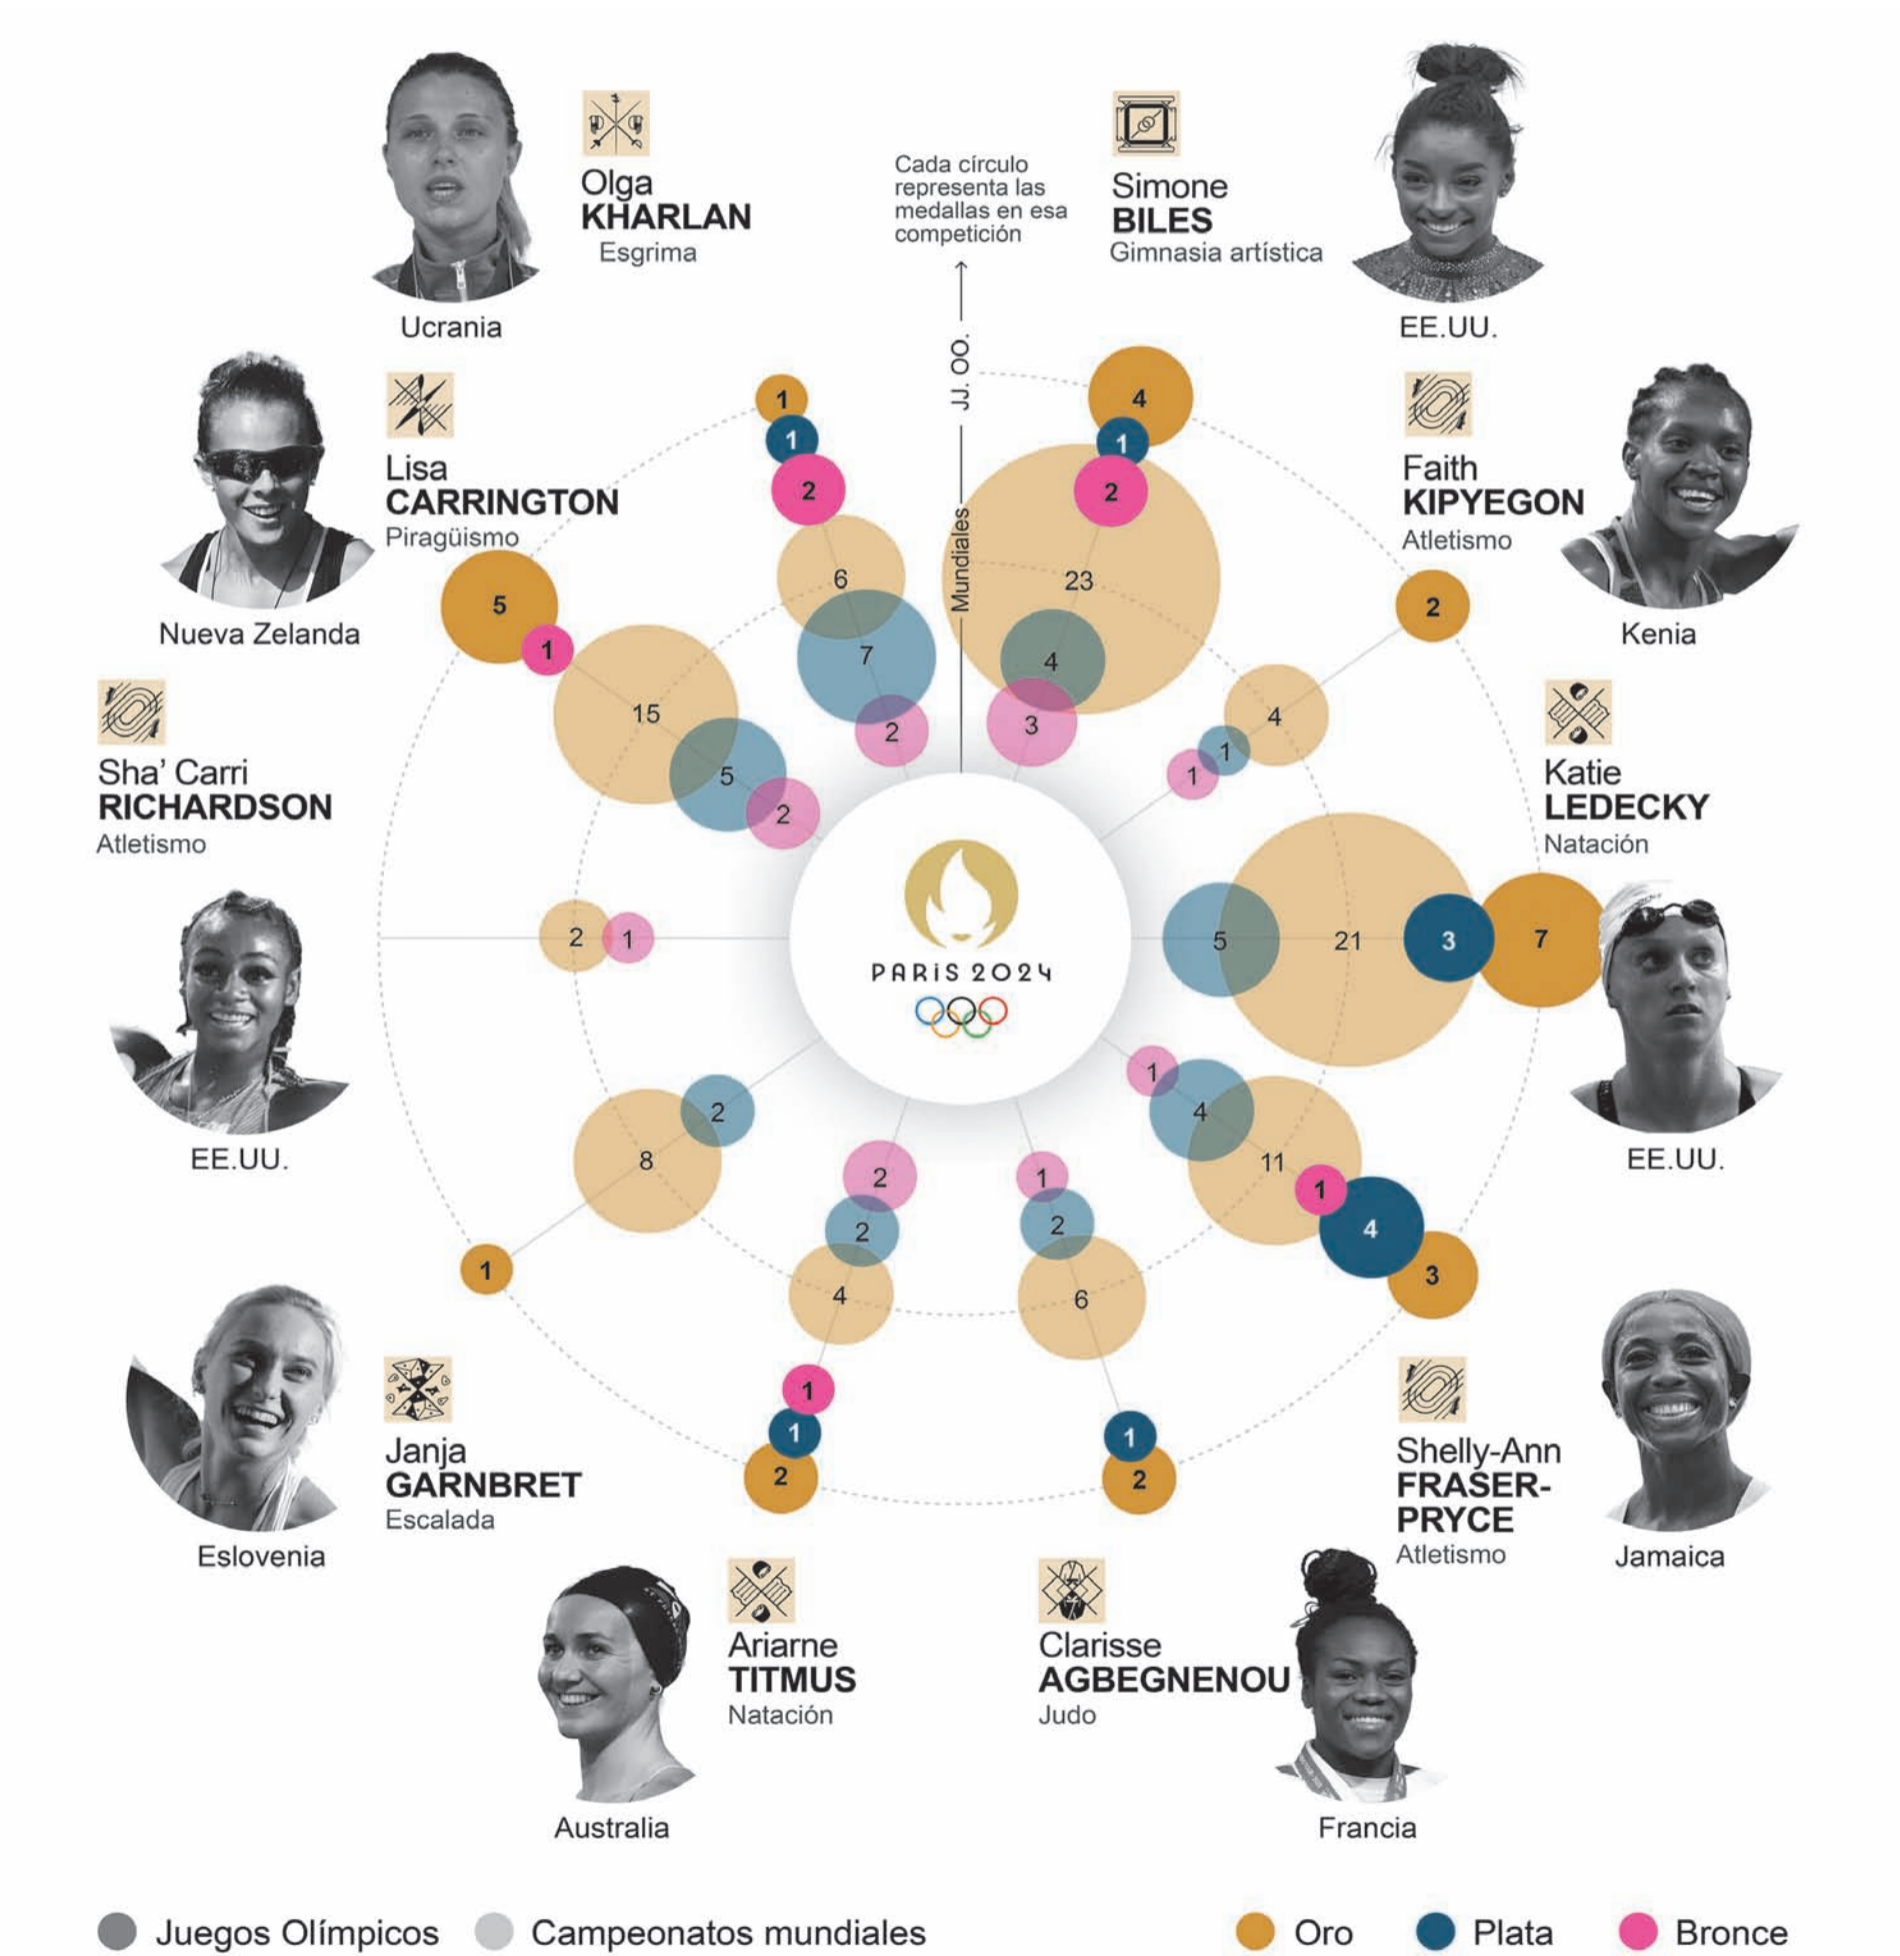 Olga
KHARLAN
Esgrima
Ucrania
Cada círculo
representa las
medallas en esa
competición
JJ. OO.
Mundiales
Simone
BILES
Gimnasia artística
EE.UU.
Lisa
CARRINGTON
Piragüismo
Nueva Zelanda
Faith
KIPYEGON
Atletismo
Kenia
Sha' Carri
RICHARDSON
Atletismo
EE.UU.
Katie
LEDECKY
Natación
EE.UU.
1
1
2
6
7
2
4
1
2
23
4
3
5
1
15
5
2
2
4
1
1
2
1
5
21
3
7
PARIS 2024
8
2
1
2
2
4
1
1
2
1
2
6
1
2
1
4
11
1
4
3
Janja
GARNBRET
Escalada
Eslovenia
Shelly-Ann
FRASER-
PRYCE
Atletismo
Jamaica
Ariarne
TITMUS
Natación
Australia
Clarisse
AGBEGNENOU
Judo
Francia
Juegos Olímpicos
Campeonatos mundiales
Oro
Plata
Bronce